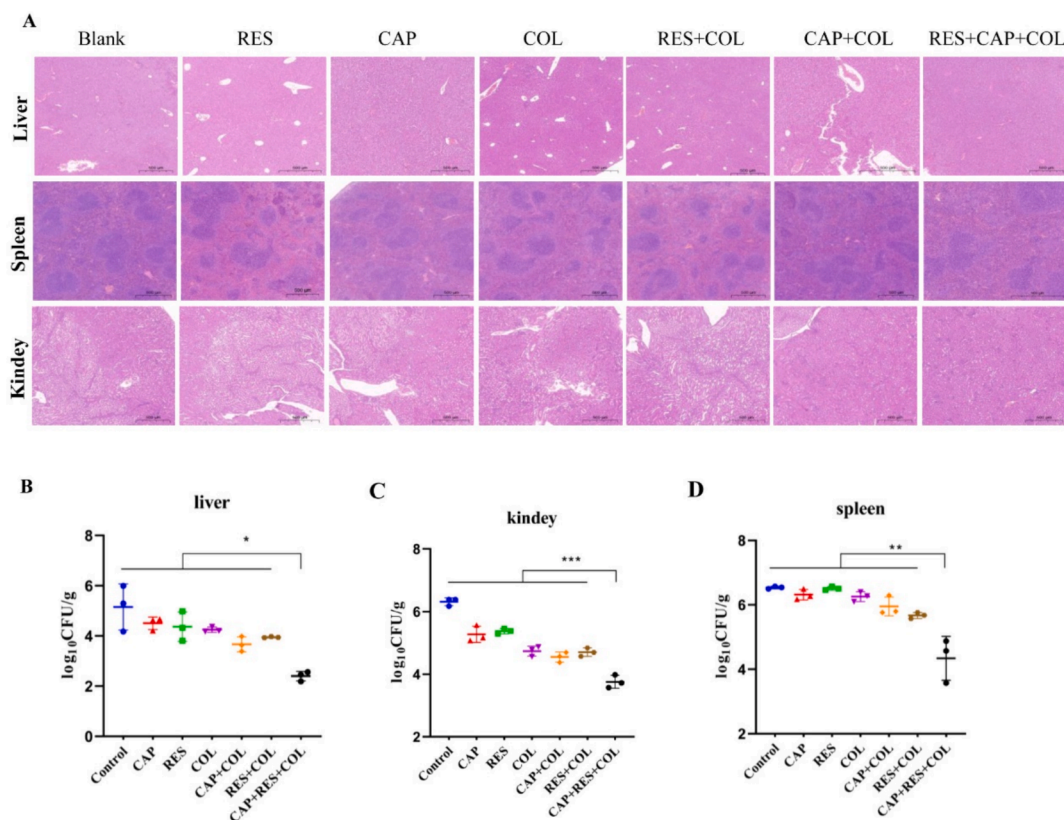 A
Blank RES CAP COL RES+COL CAP+COL RES+CAP+COL
Liver
Spleen
Kindey
B
liver
log10CFU/g
8
6
4
2
0
*
Control
CAP
RES
COL
CAP+COL
RES+COL
CAP+RES+COL
C
kindey
log10CFU/g
8
6
4
2
***
Control
CAP
RES
COL
CAP+COL
RES+COL
CAP+RES+COL
D
spleen
log10CFU/g
8
6
4
2
**
Control
CAP
RES
COL
CAP+COL
RES+COL
CAP+RES+COL